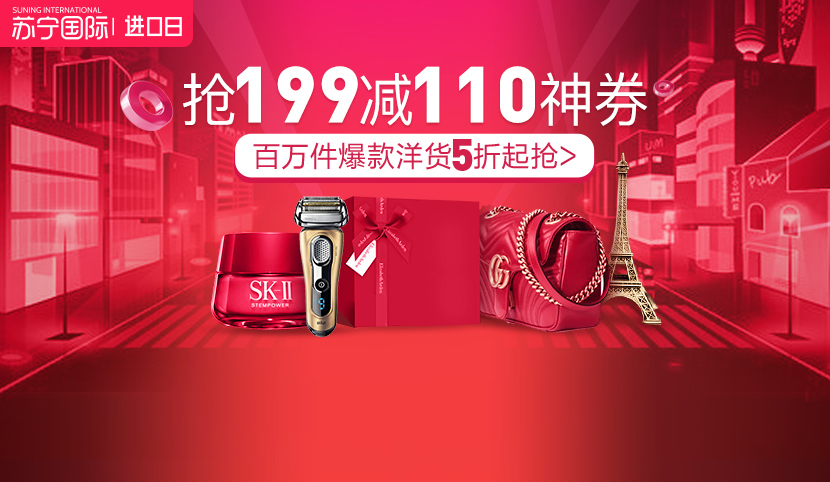 SUNING INTERNATIONAL
苏宁国际 | 进口日
抢199减110神券
百万件爆款洋货5折起抢>
SK-II
STEMPOWER
Pub